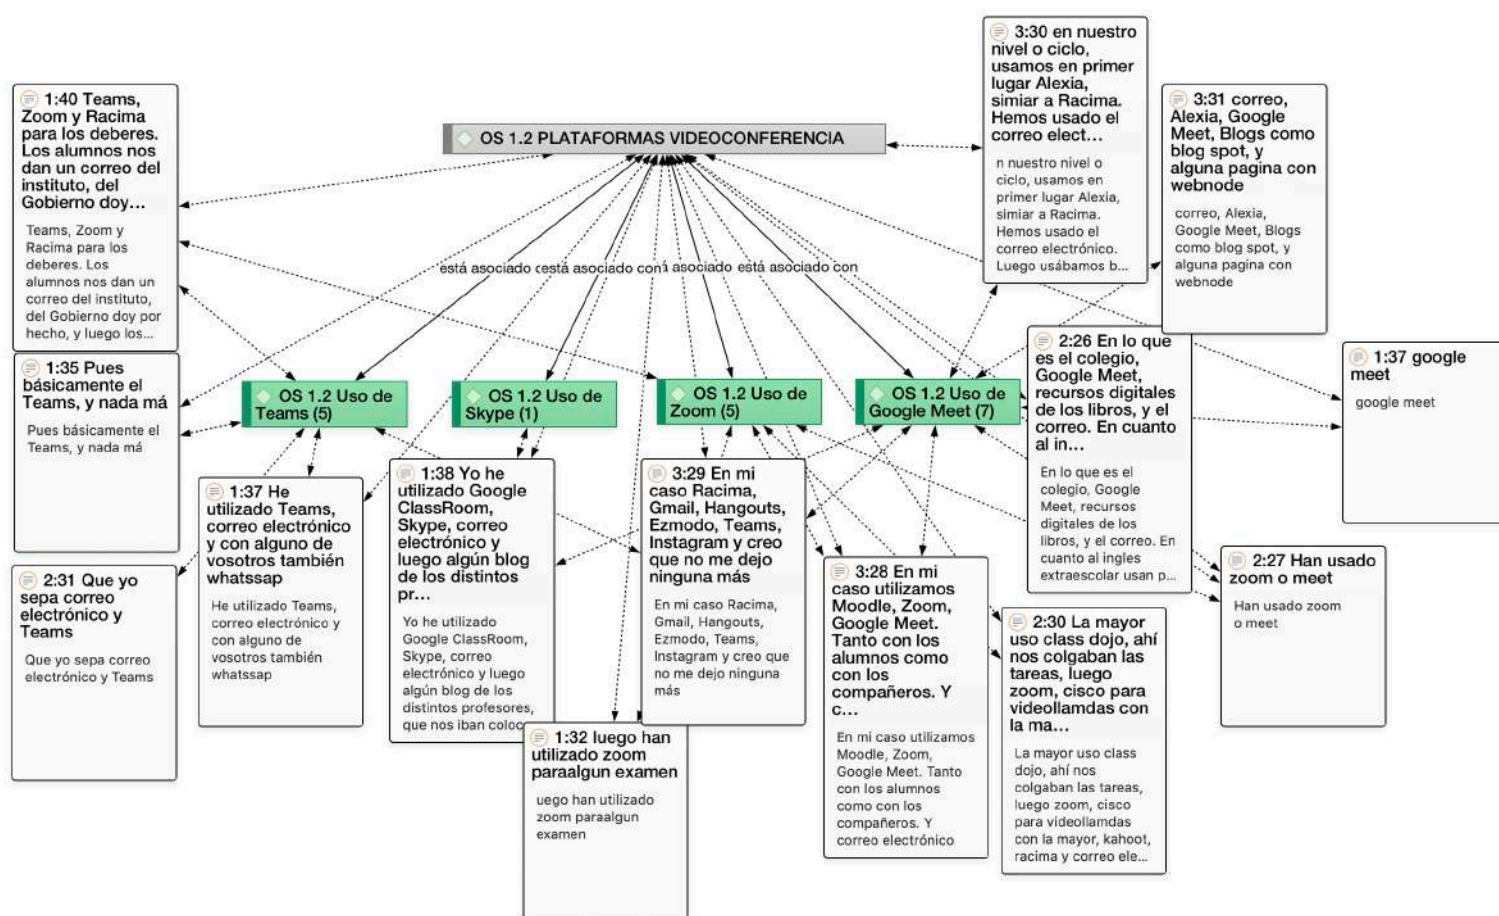 OS 1.2 PLATAFORMAS VIDEOCONFERENCIA
1:40 Teams,
Zoom y Racima
para los deberes.
Los alumnos nos
dan un correo del
instituto, del
Gobierno doy...
Teams, Zoom y
Racima para los
deberes. Los
alumnos nos dan un
correo del instituto,
del Gobierno doy por
hecho, y luego los...
3:30 en nuestro
nivel o ciclo,
usamos en primer
lugar Alexia,
simiar a Racima.
Hemos usado el
correo elect...
n nuestro nivel o
ciclo, usamos en
primer lugar Alexia,
simiar a Racima.
Hemos usado el
correo electrónico.
Luego usábamos b...
3:31 correo,
Alexia, Google
Meet, Blogs como
blog spot, y
alguna pagina con
webnode
correo, Alexia,
Google Meet, Blogs
como blog spot, y
alguna pagina con
webnode
está asociado c
está asociado con
á asociado
está asociado con
1:35 Pues
básicamente el
Teams, y nada má
Pues básicamente el
Teams, y nada má
OS 1.2 Uso de
Teams (5)
OS 1.2 Uso de
Skype (1)
OS 1.2 Uso de
Zoom (5)
OS 1.2 Uso de
Google Meet (7)
2:26 En lo que
es el colegio,
Google Meet,
recursos digitales
de los libros, y el
correo. En cuanto
al in...
En lo que es el
colegio, Google
Meet, recursos
digitales de los
libros, y el correo. En
cuanto al ingles
extraescolar usan p...
1:37 google
meet
google meet
2:31 Que yo
sepa correo
electrónico y
Teams
Que yo sepa correo
electrónico y Teams
1:37 He
utilizado Teams,
correo electrónico
y con alguno de
vosotros también
whatssap
He utilizado Teams,
correo electrónico y
con alguno de
vosotros también
whatssap
1:38 Yo he
utilizado Google
ClassRoom,
Skype, correo
electrónico y
luego algún blog
de los distintos
pr...
Yo he utilizado
Google ClassRoom,
Skype, correo
electrónico y luego
algún blog de los
distintos profesores,
que nos iban coloc
3:29 En mi
caso Racima,
Gmail, Hangouts,
Ezmodo, Teams,
Instagram y creo
que no me dejo
ninguna más
En mi caso Racima,
Gmail, Hangouts,
Ezmodo, Teams,
Instagram y creo que
no me dejo ninguna
más
1:32 luego han
utilizado zoom
paraalgun examen
uego han utilizado
zoom paraalgun
examen
3:28 En mi
caso utilizamos
Moodle, Zoom,
Google Meet.
Tanto con los
alumnos como
con los
compañeros. Y
c...
En mi caso utilizamos
Moodle, Zoom,
Google Meet. Tanto
con los alumnos
como con los
compañeros. Y
correo electrónico
2:30 La mayor
uso class dojo, ahí
nos colgaban las
tareas, luego
zoom, cisco para
videollamdas con
la ma...
La mayor uso class
dojo, ahí nos
colgaban las tareas,
luego zoom, cisco
para videollamdas
con la mayor, kahoot,
racima y correo ele...
2:27 Han usado
zoom o meet
Han usado zoom
o meet